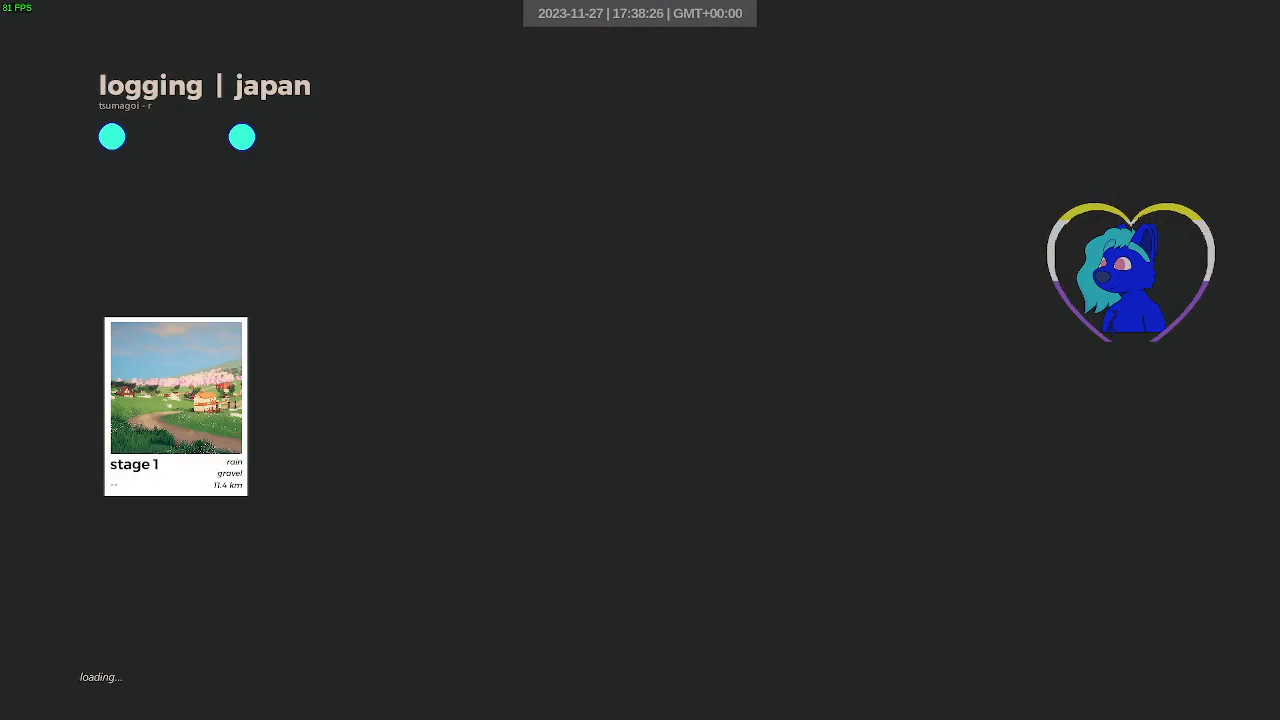 81 FPS
2023-11-27 | 17:38:26 | GMT+00:00
logging | japan
tsumagoi - r
stage 1
rain
gravel
--
11.4 km
loading...